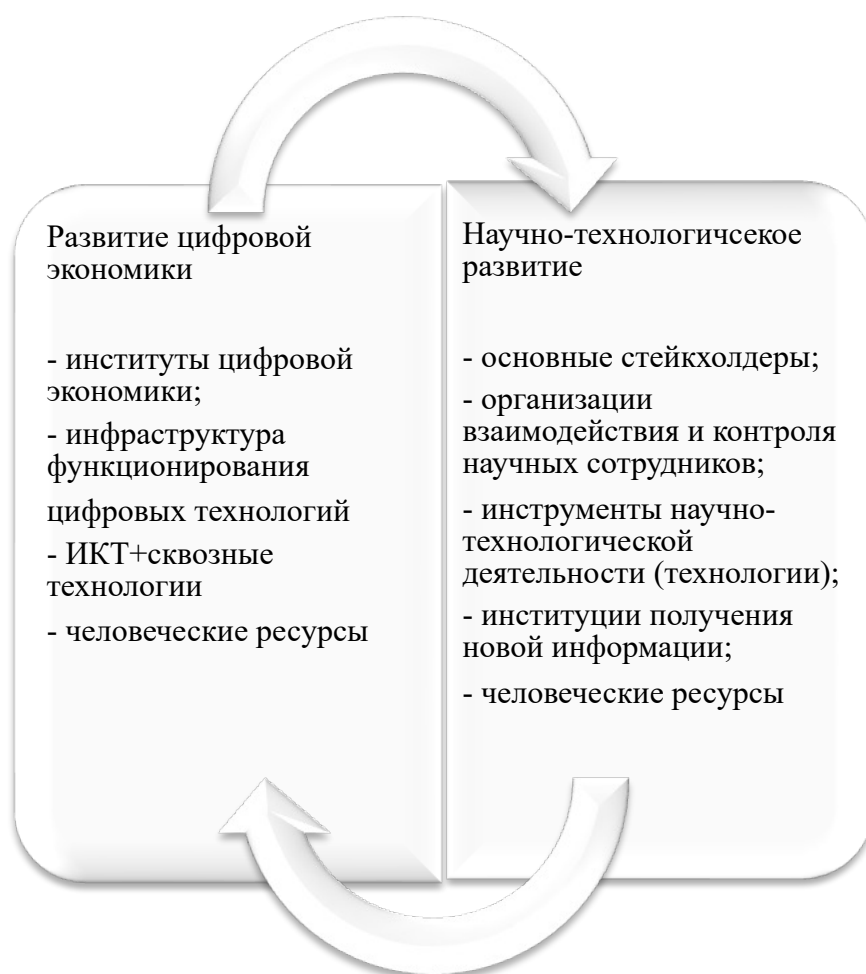 Развитие цифровой
экономики
- институты цифровой
экономики;
- инфраструктура
функционирования
цифровых технологий
- ИКТ+сквозные
технологии
- человеческие ресурсы
Научно-технологичсекое
развитие
- основные стейкхолдеры;
- организации
взаимодействия и контроля
научных сотрудников;
- инструменты научно-
технологической
деятельности (технологии);
- институции получения
новой информации;
- человеческие ресурсы